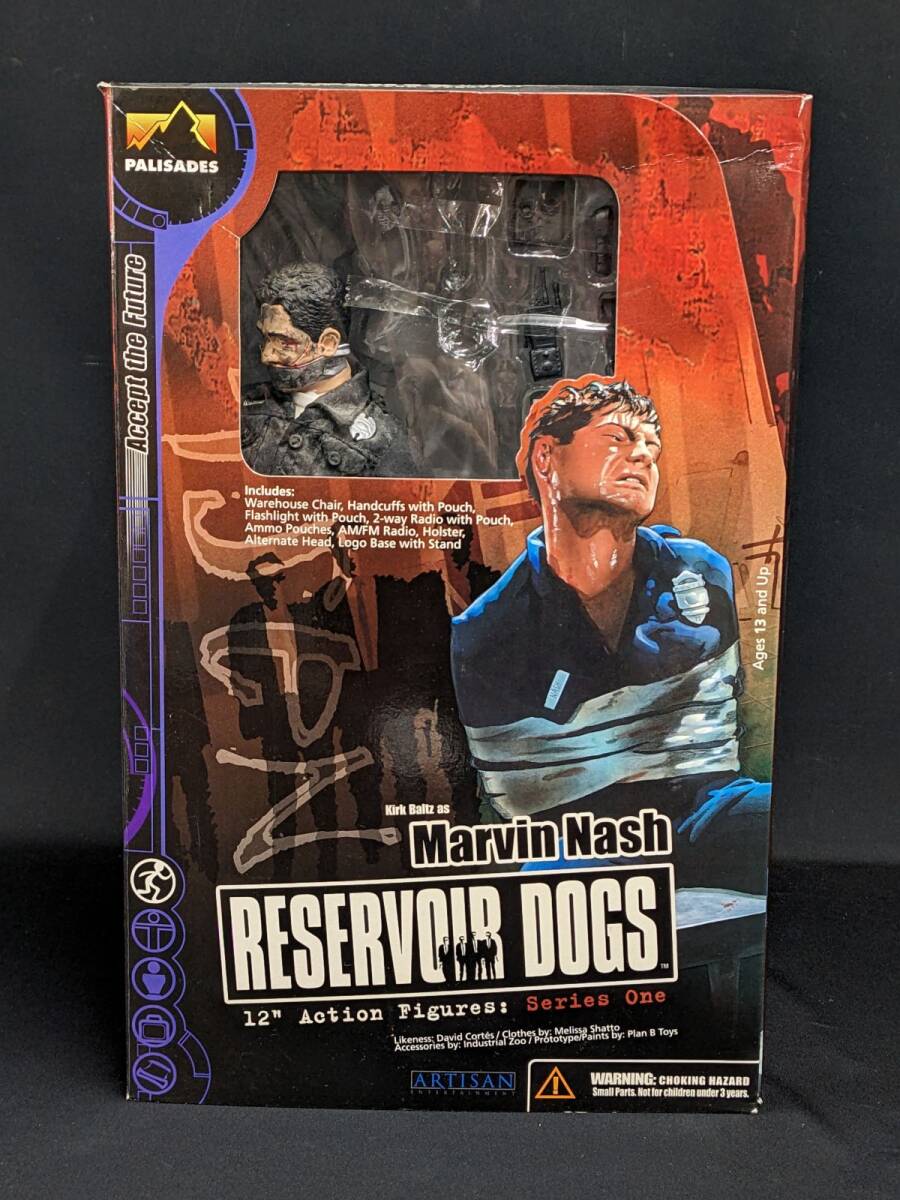 PALISADES
Accept the Future
Includes:
Warehouse Chair, Handcuffs with Pouch,
Flashlight with Pouch, 2-way Radio with Pouch,
Ammo Pouches, AM/FM Radio, Holster,
Alternate Head, Logo Base with Stand
Ages 13 and Up
NASH
Kirk Baltz as
Marvin Nash
RESERVOIR DOGS™
12" Action Figures: Series One
Likeness: David Cortés / Clothes by: Melissa Shatto
Accessories by: Industrial Zoo / Prototype/Paints by: Plan B Toys
ARTISAN
ENTERTAINMENT
WARNING: CHOKING HAZARD
Small Parts. Not for children under 3 years.